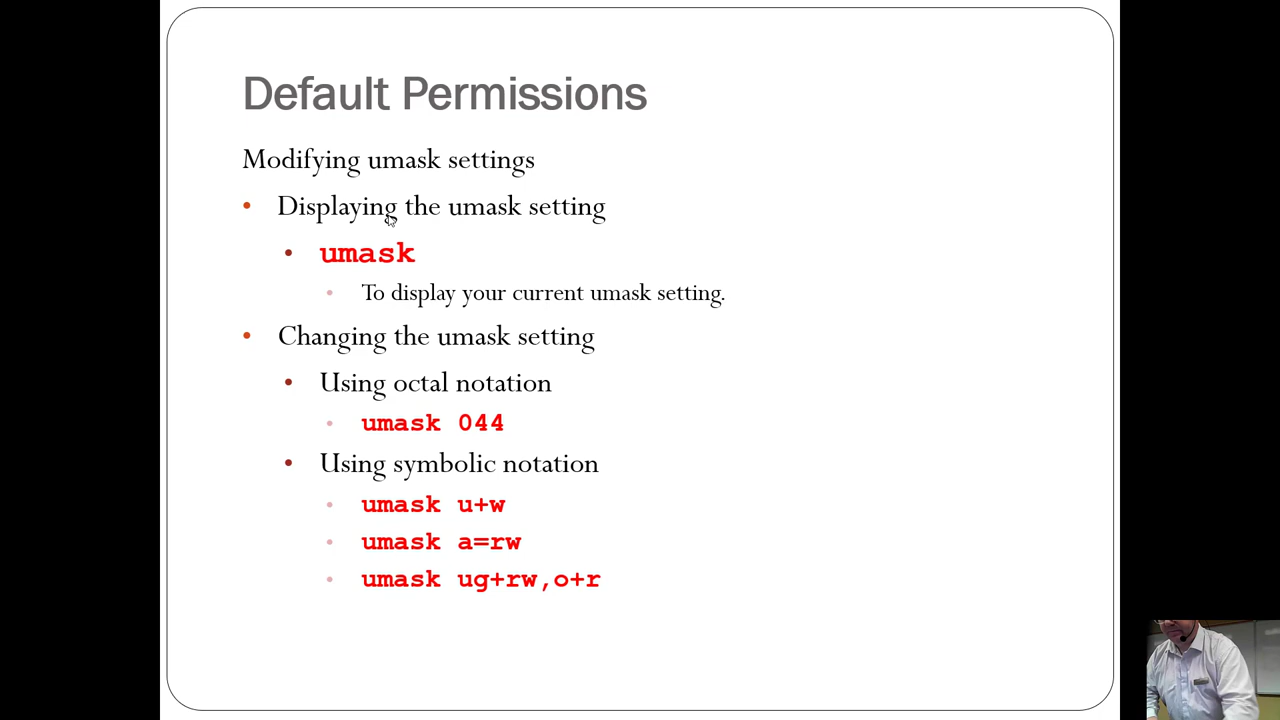 Default Permissions
Modifying umask settings
• Displaying the umask setting
• umask
• To display your current umask setting.
• Changing the umask setting
• Using octal notation
• umask 044
• Using symbolic notation
• umask u+w
• umask a=rw
• umask ug+rw,o+r